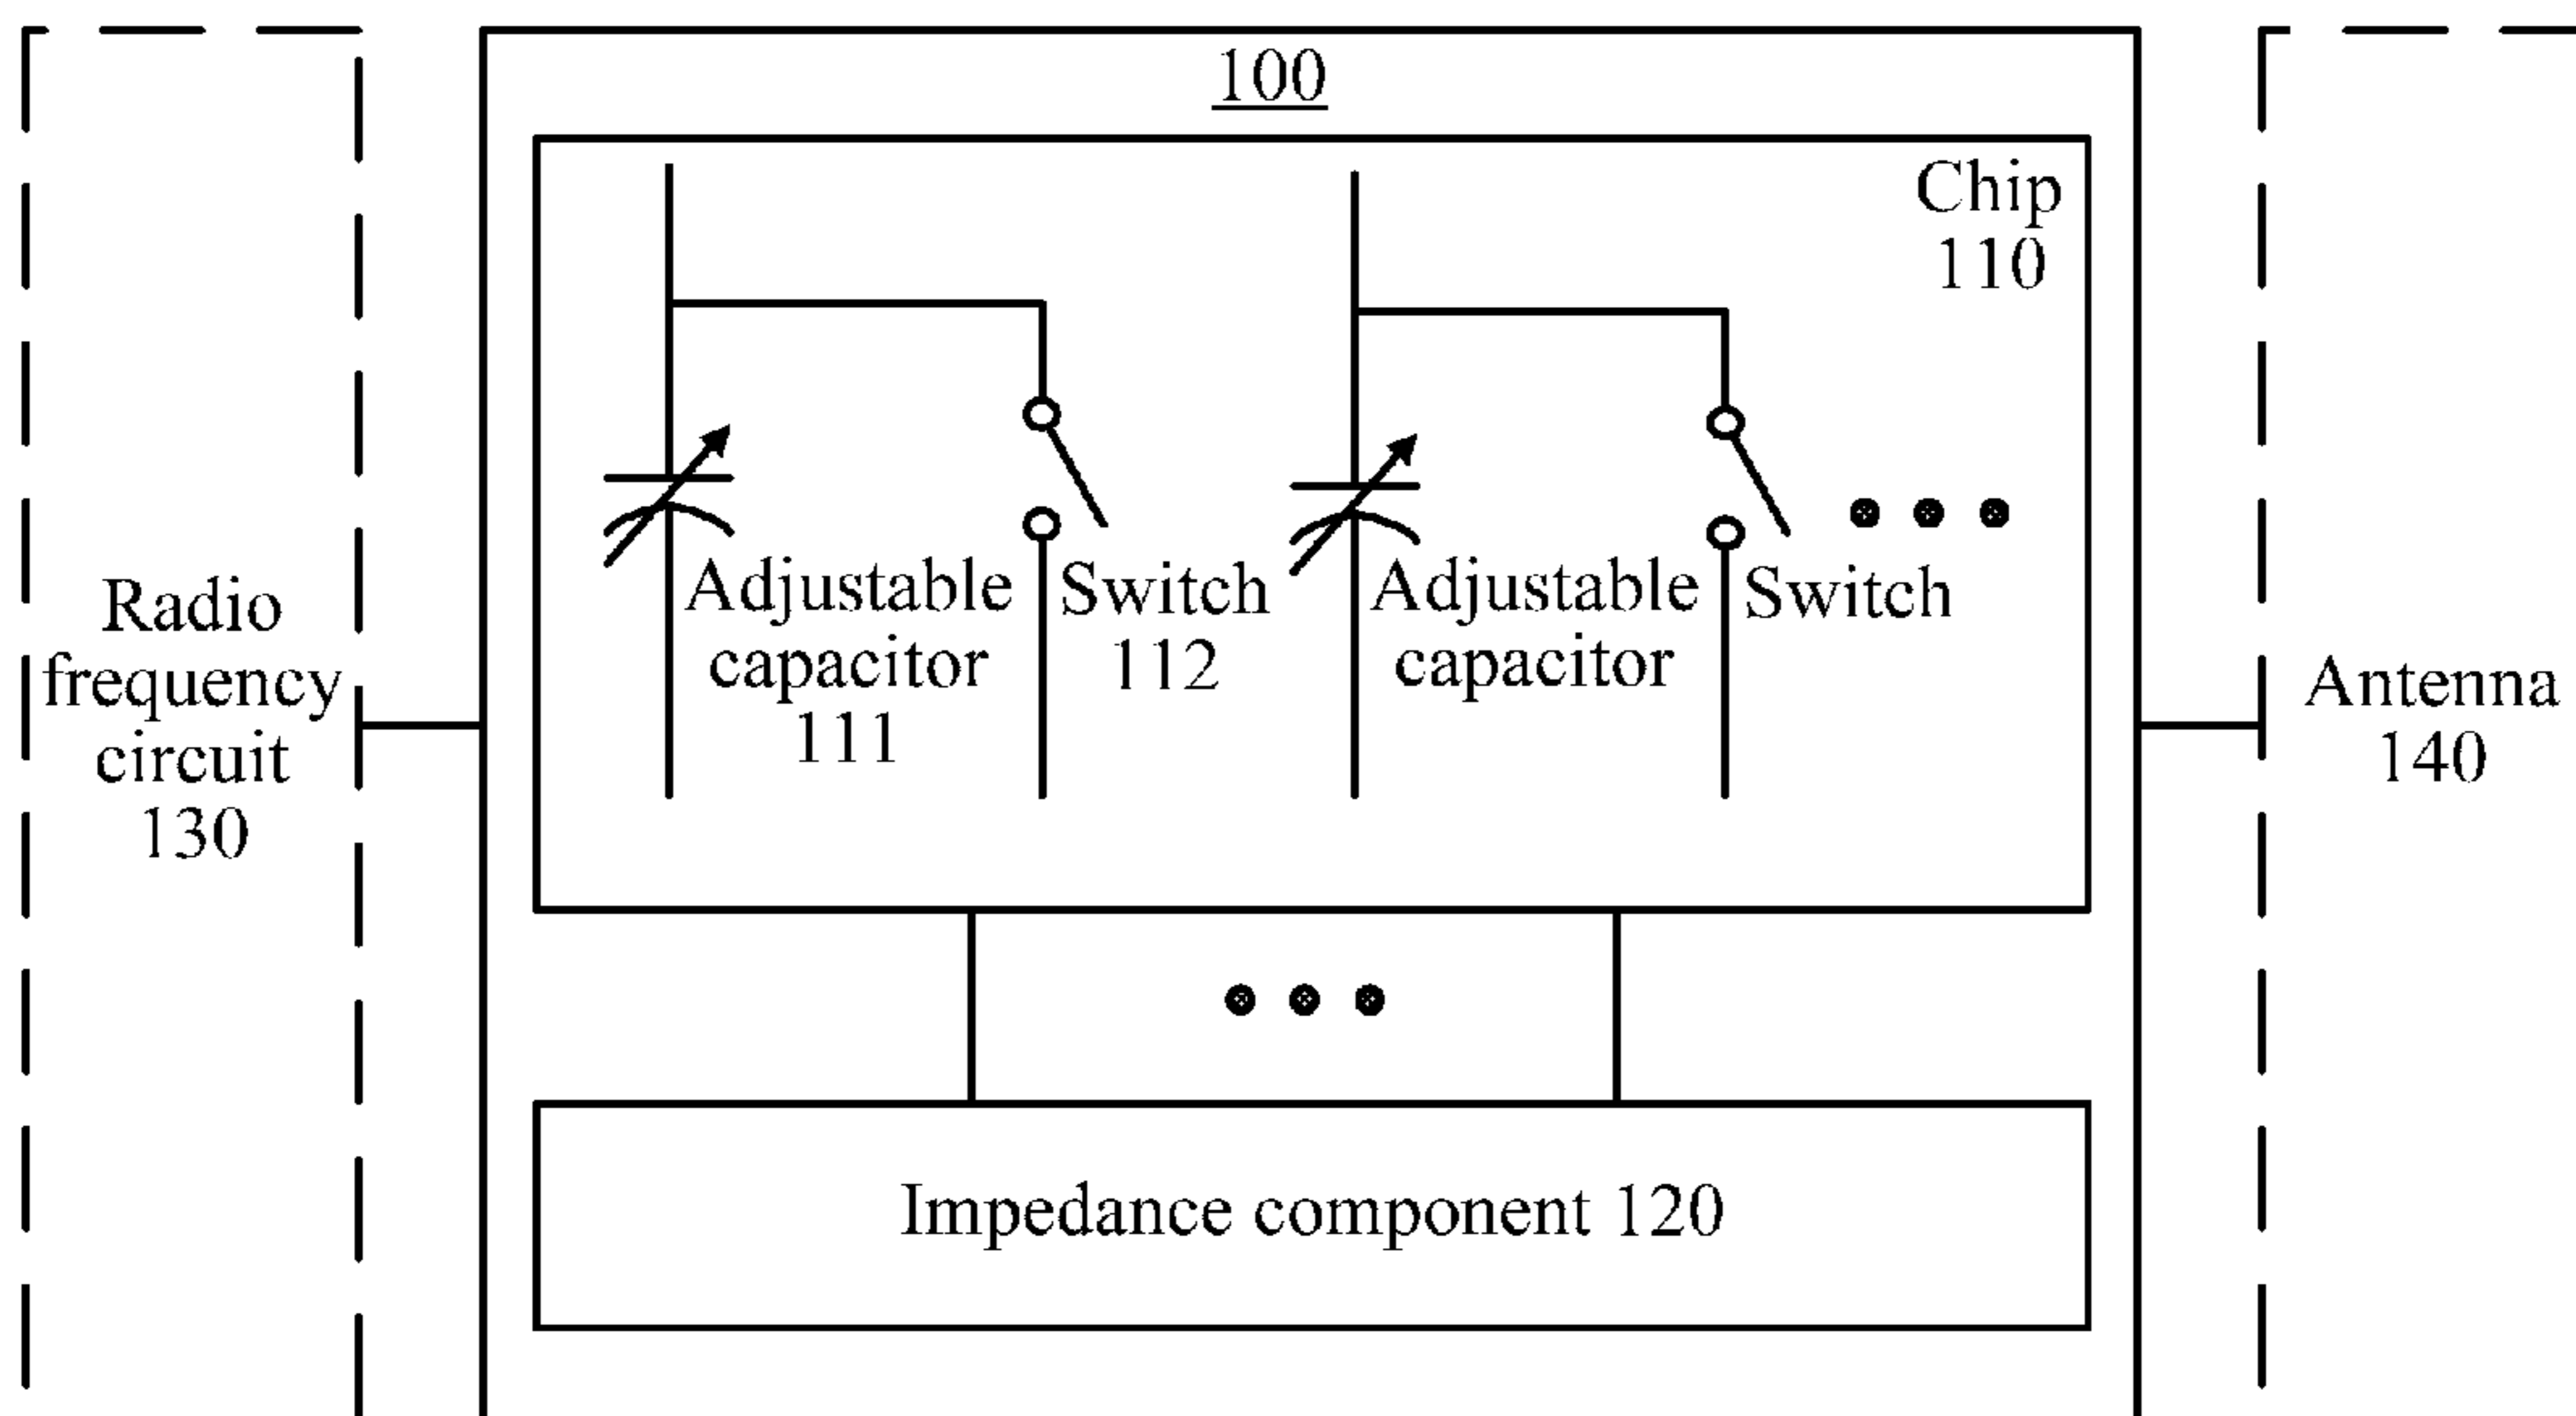 100
Chip
110
Adjustable
capacitor
111
Switch
112
Adjustable
capacitor
Switch
Radio
frequency
circuit
130
Antenna
140
Impedance component 120